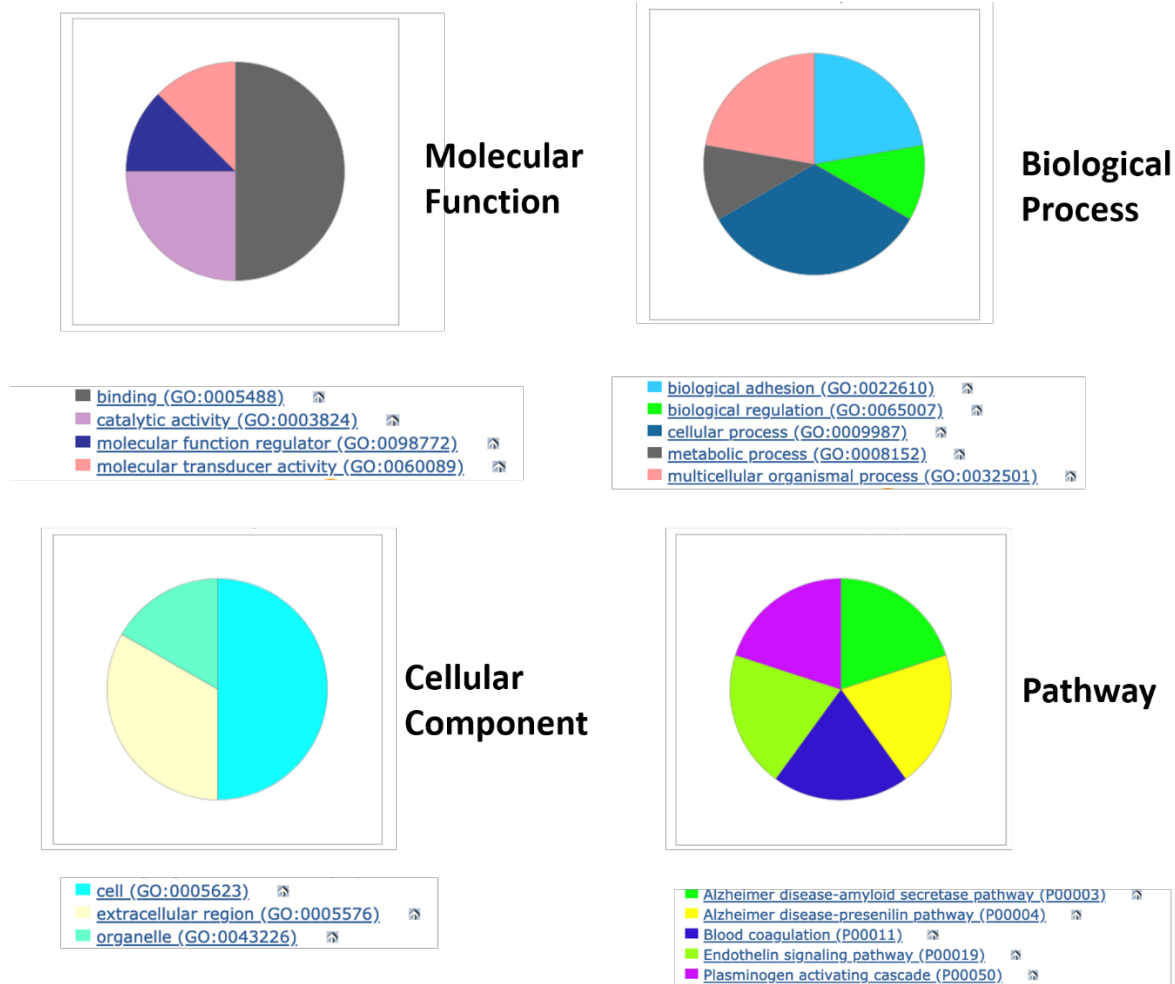 Molecular
Function
Biological
Process
binding (GO:0005488)
catalytic activity (GO:0003824)
molecular function regulator (GO:0098772)
molecular transducer activity (GO:0060089)
biological adhesion (GO:0022610)
biological regulation (GO:0065007)
cellular process (GO:0009987)
metabolic process (GO:0008152)
multicellular organismal process (GO:0032501)
Cellular
Component
Pathway
cell (GO:0005623)
extracellular region (GO:0005576)
organelle (GO:0043226)
Alzheimer disease-amyloid secretase pathway (P00003)
Alzheimer disease-presenilin pathway (P00004)
Blood coagulation (P00011)
Endothelin signaling pathway (P00019)
Plasminogen activating cascade (P00050)